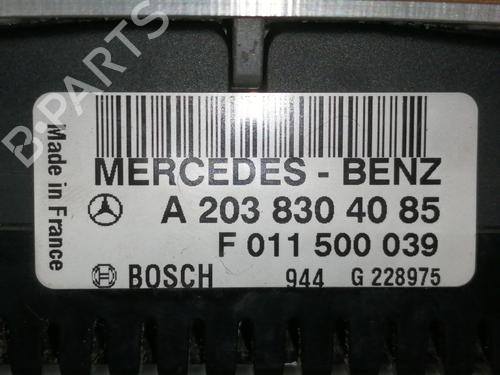 B-PARTS
Made in France
MERCEDES - BENZ
A 203 830 40 85
F 011 500 039
BOSCH 944 G 228975